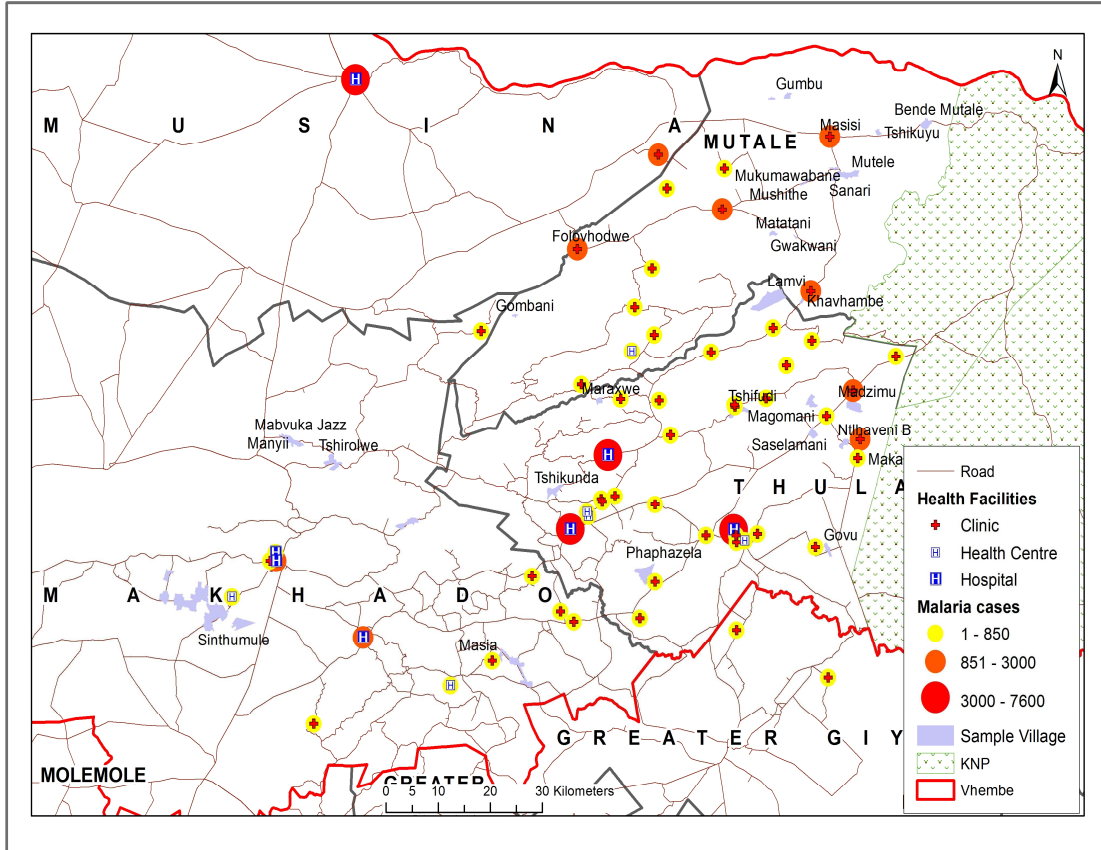 N
Gumbu
Bende Mutale
M U S I N A
Masisi
Tshikuyu
MUTALE
Mutele
Mukumawabane
Sanari
Mushithe
Matatani
Folovhodwe
Gwakwani
Lamvi
Khavhambe
Gombani
Maraxwe
Tshifudi
Madzimu
Magomani
Mabvuka Jazz
Manyii
Tshirolwe
Saselamani
Ntlhaveni B
Maka
Tshikunda
T H U L A
Govu
Phaphazela
M A K H A D O
Sinthumule
Masia
G R E A T E R G I Y
MOLEMOLE
GREATER
0 5 10 20 30 Kilometers
Road
Health Facilities
Clinic
H Health Centre
H Hospital
Malaria cases
1 - 850
851 - 3000
3000 - 7600
Sample Village
KNP
Vhembe